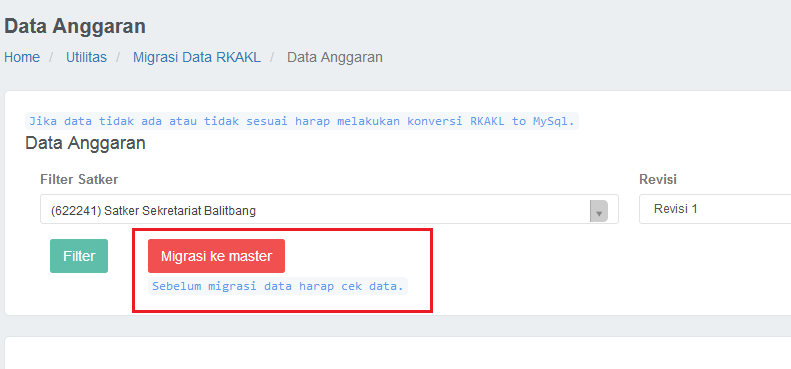 Data Anggaran
Home / Utilitas / Migrasi Data RKAKL / Data Anggaran
Jika data tidak ada atau tidak sesuai harap melakukan konversi RKAKL to MySql.
Data Anggaran
Filter Satker Revisi
(622241) Satker Sekretariat Balitbang Revisi 1
Filter Migrasi ke master
Sebelum migrasi data harap cek data.